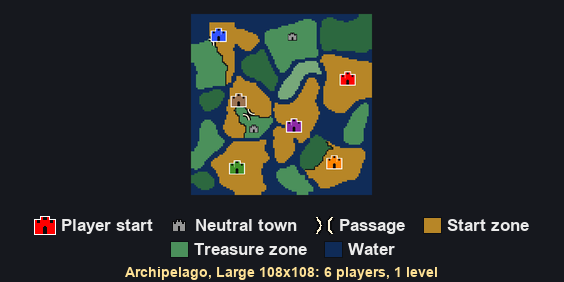 Player start Neutral town Passage Start zone
Treasure zone Water
Archipelago, Large 108x108: 6 players, 1 level